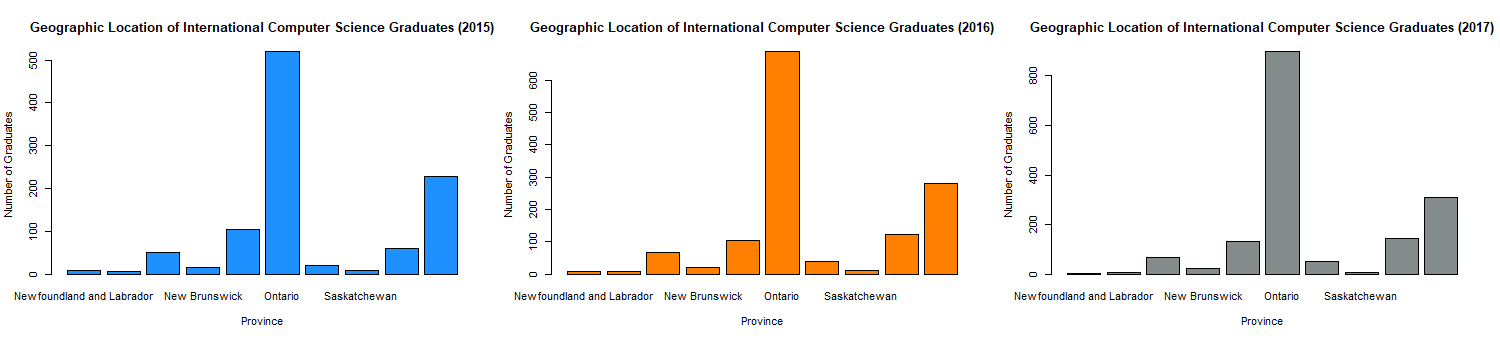 Geographic Location of International Computer Science Graduates (2015)
Number of Graduates
500
400
300
200
100
0
Newfoundland and Labrador New Brunswick Ontario Saskatchewan
Province
Geographic Location of International Computer Science Graduates (2016)
Number of Graduates
600
500
400
300
200
100
0
Newfoundland and Labrador New Brunswick Ontario Saskatchewan
Province
Geographic Location of International Computer Science Graduates (2017)
Number of Graduates
800
600
400
200
0
Newfoundland and Labrador New Brunswick Ontario Saskatchewan
Province